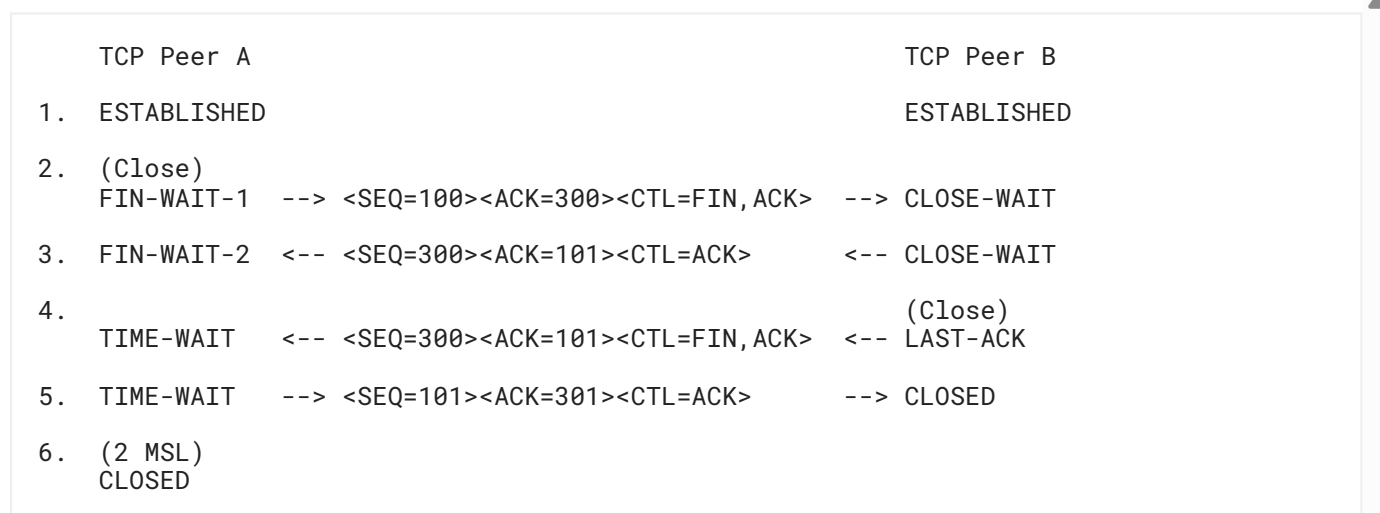 TCP Peer A                                           TCP Peer B
1.  ESTABLISHED                                          ESTABLISHED
2.  (Close)
    FIN-WAIT-1  --> <SEQ=100><ACK=300><CTL=FIN,ACK>  --> CLOSE-WAIT
3.  FIN-WAIT-2  <-- <SEQ=300><ACK=101><CTL=ACK>      <-- CLOSE-WAIT
4.                                                       (Close)
    TIME-WAIT   <-- <SEQ=300><ACK=101><CTL=FIN,ACK>  <-- LAST-ACK
5.  TIME-WAIT   --> <SEQ=101><ACK=301><CTL=ACK>      --> CLOSED
6.  (2 MSL)
    CLOSED